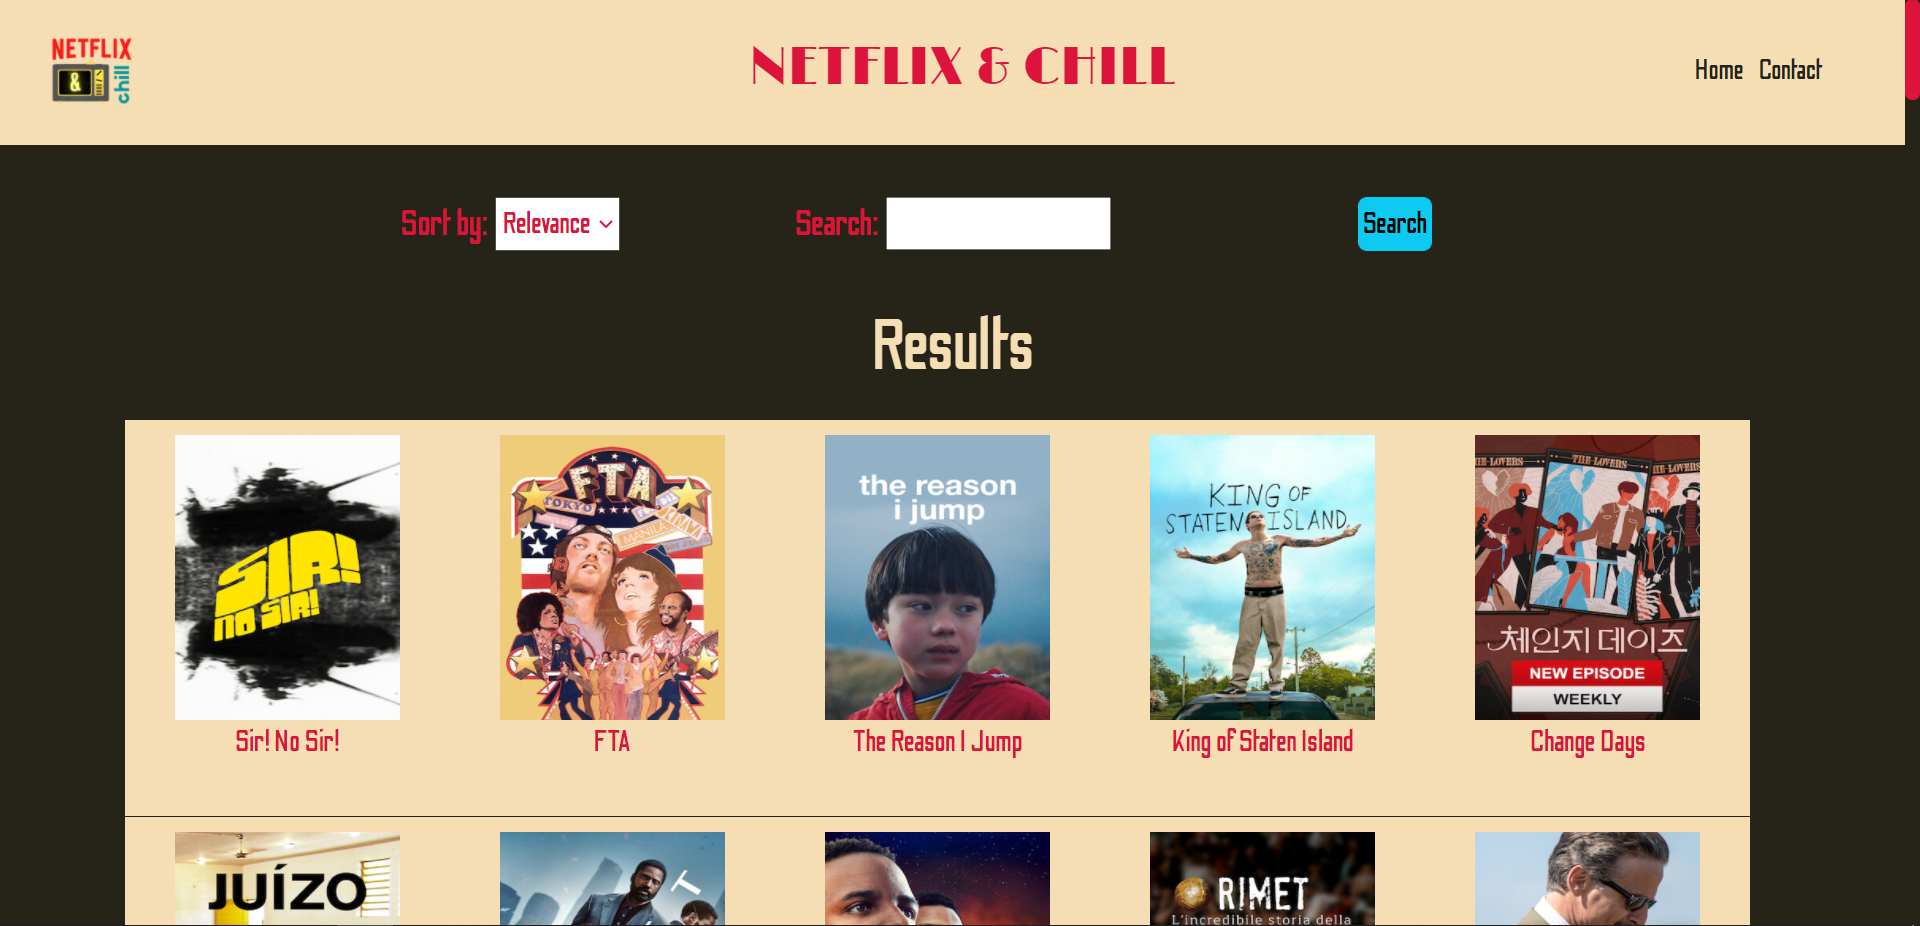 NETFLIX
&
chill
NETFLIX & CHILL
Home
Contact
Sort by:
Relevance
Search:
Search
Results
SIR!
NO SIR!
FTA
TOKYO
MANILA
the reason
i jump
KING OF
STATEN ISLAND
THE LOVERS
THE LOVERS
THE LOVERS
체인지 데이즈
NEW EPISODE
WEEKLY
Sir! No Sir!
FTA
The Reason I Jump
King of Staten Island
Change Days
JUÍZO
T
RIMET
L'incredibile storia della